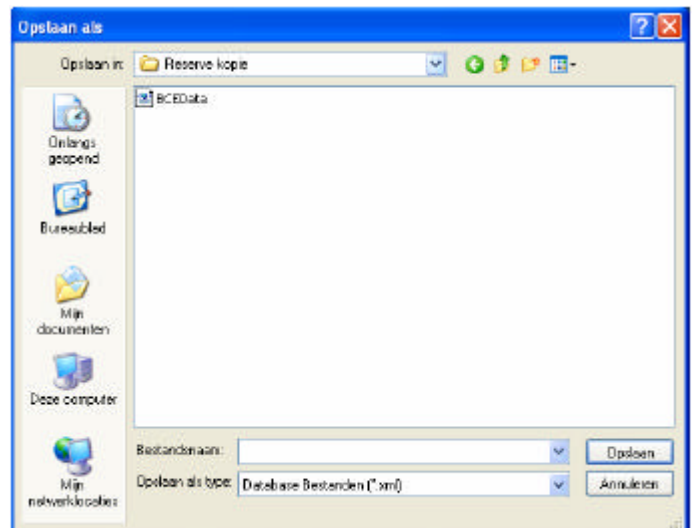 Opslaan als
Opslaan in:
Reserve kopie
BCEData
Onlangs
geopend
Bureaublad
Mijn
documenten
Deze computer
Mijn
netwerklocaties
Bestandsnaam:
Opslaan
Opslaan als type:
Database Bestanden (*.xml)
Annuleren